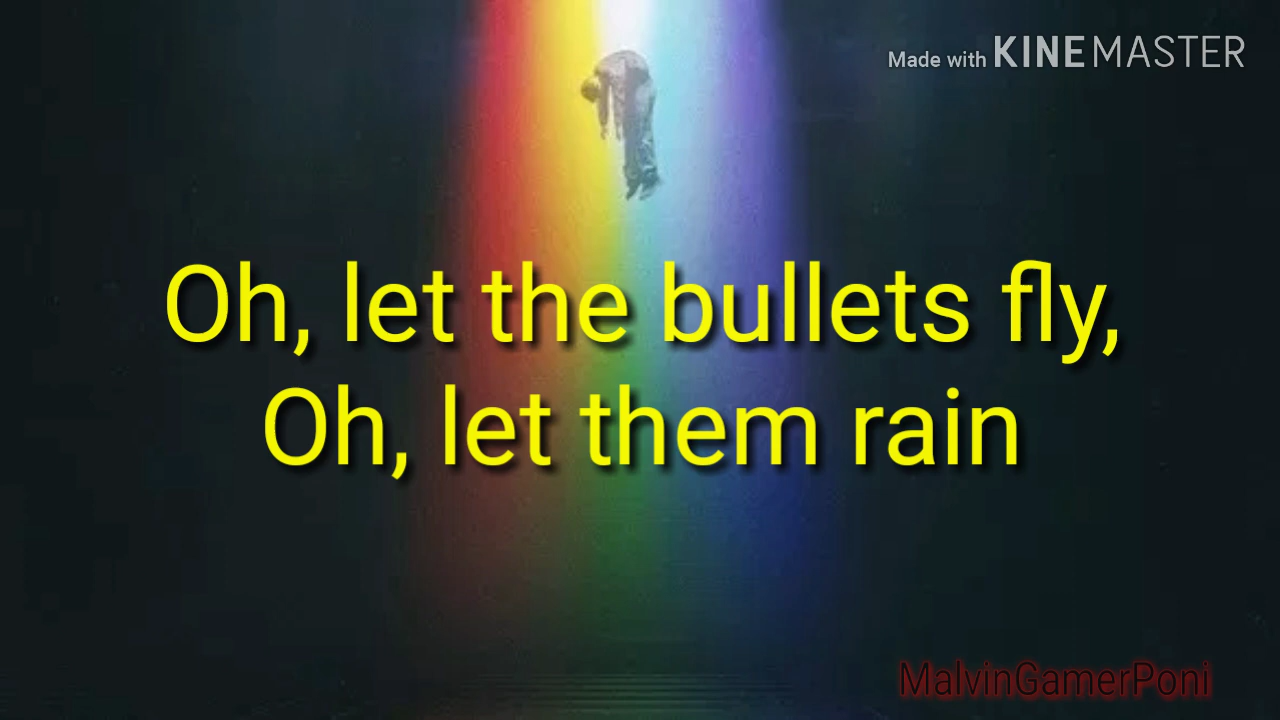 Made with KINEMASTER
Oh, let the bullets fly,
Oh, let them rain
MalvinGamerPoni